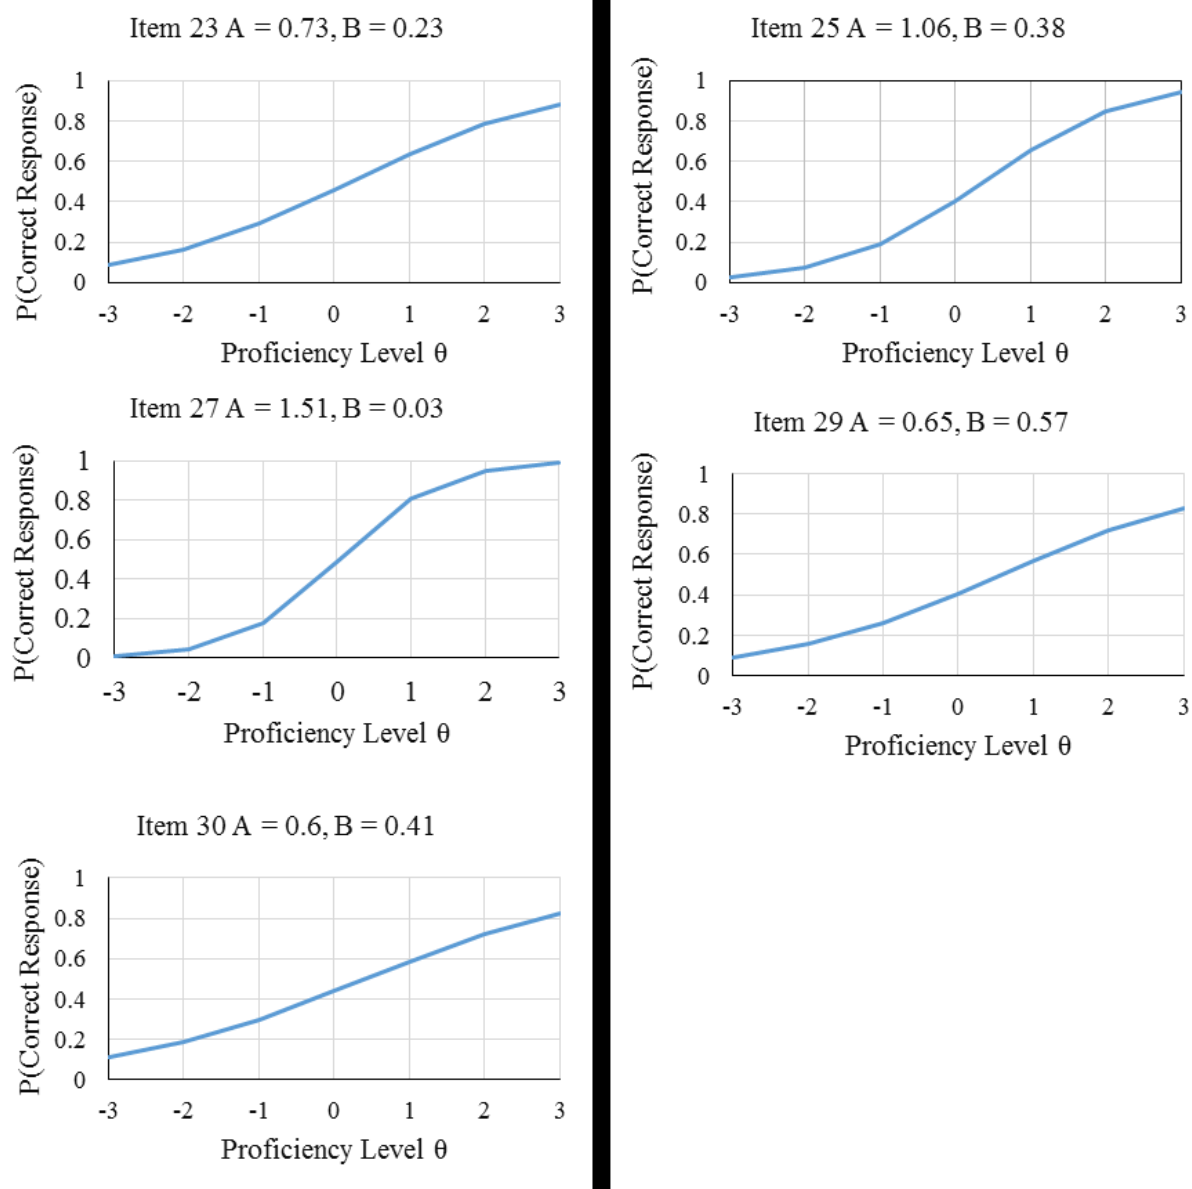 Item 23 A = 0.73, B = 0.23
P(Correct Response)
1
0.8
0.6
0.4
0.2
0
-3 -2 -1 0 1 2 3
Proficiency Level θ
Item 25 A = 1.06, B = 0.38
P(Correct Response)
1
0.8
0.6
0.4
0.2
0
-3 -2 -1 0 1 2 3
Proficiency Level θ
Item 27 A = 1.51, B = 0.03
P(Correct Response)
1
0.8
0.6
0.4
0.2
0
-3 -2 -1 0 1 2 3
Proficiency Level θ
Item 29 A = 0.65, B = 0.57
P(Correct Response)
1
0.8
0.6
0.4
0.2
0
-3 -2 -1 0 1 2 3
Proficiency Level θ
Item 30 A = 0.6, B = 0.41
P(Correct Response)
1
0.8
0.6
0.4
0.2
0
-3 -2 -1 0 1 2 3
Proficiency Level θ